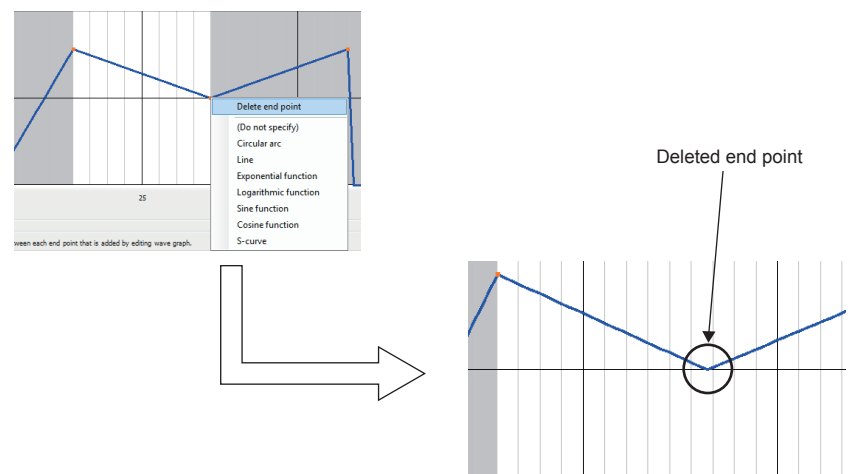 Delete end point
(Do not specify)
Circular arc
Line
Exponential function
Logarithmic function
Sine function
Cosine function
S-curve
25
ween each end point that is added by editing wave graph.
Deleted end point